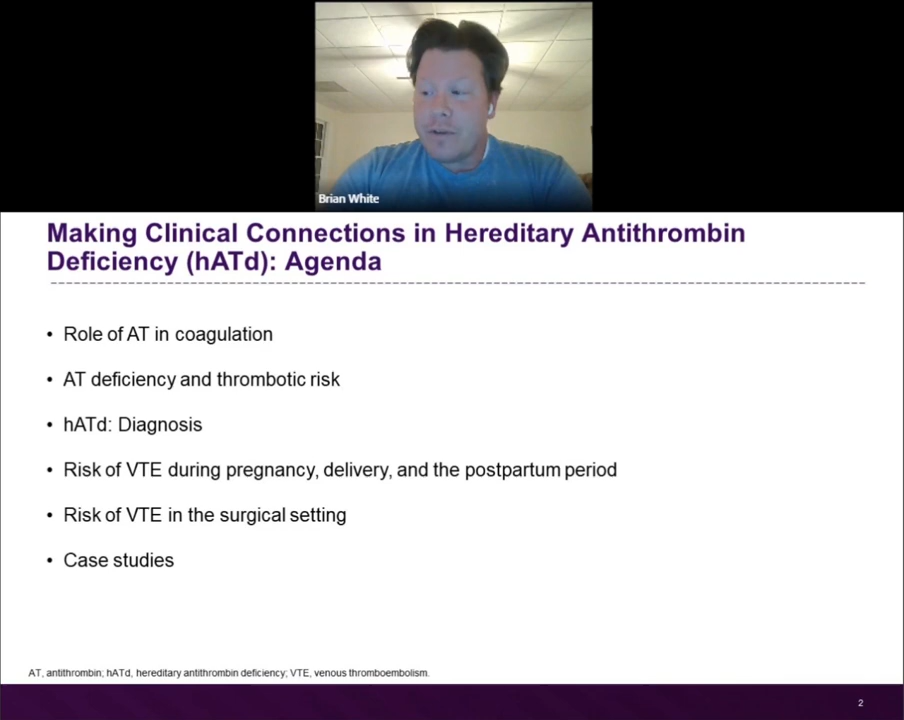 Brian White
Making Clinical Connections in Hereditary Antithrombin
Deficiency (hATd): Agenda
• Role of AT in coagulation
• AT deficiency and thrombotic risk
• hATd: Diagnosis
• Risk of VTE during pregnancy, delivery, and the postpartum period
• Risk of VTE in the surgical setting
• Case studies
AT, antithrombin; hATd, hereditary antithrombin deficiency; VTE, venous thromboembolism.
2